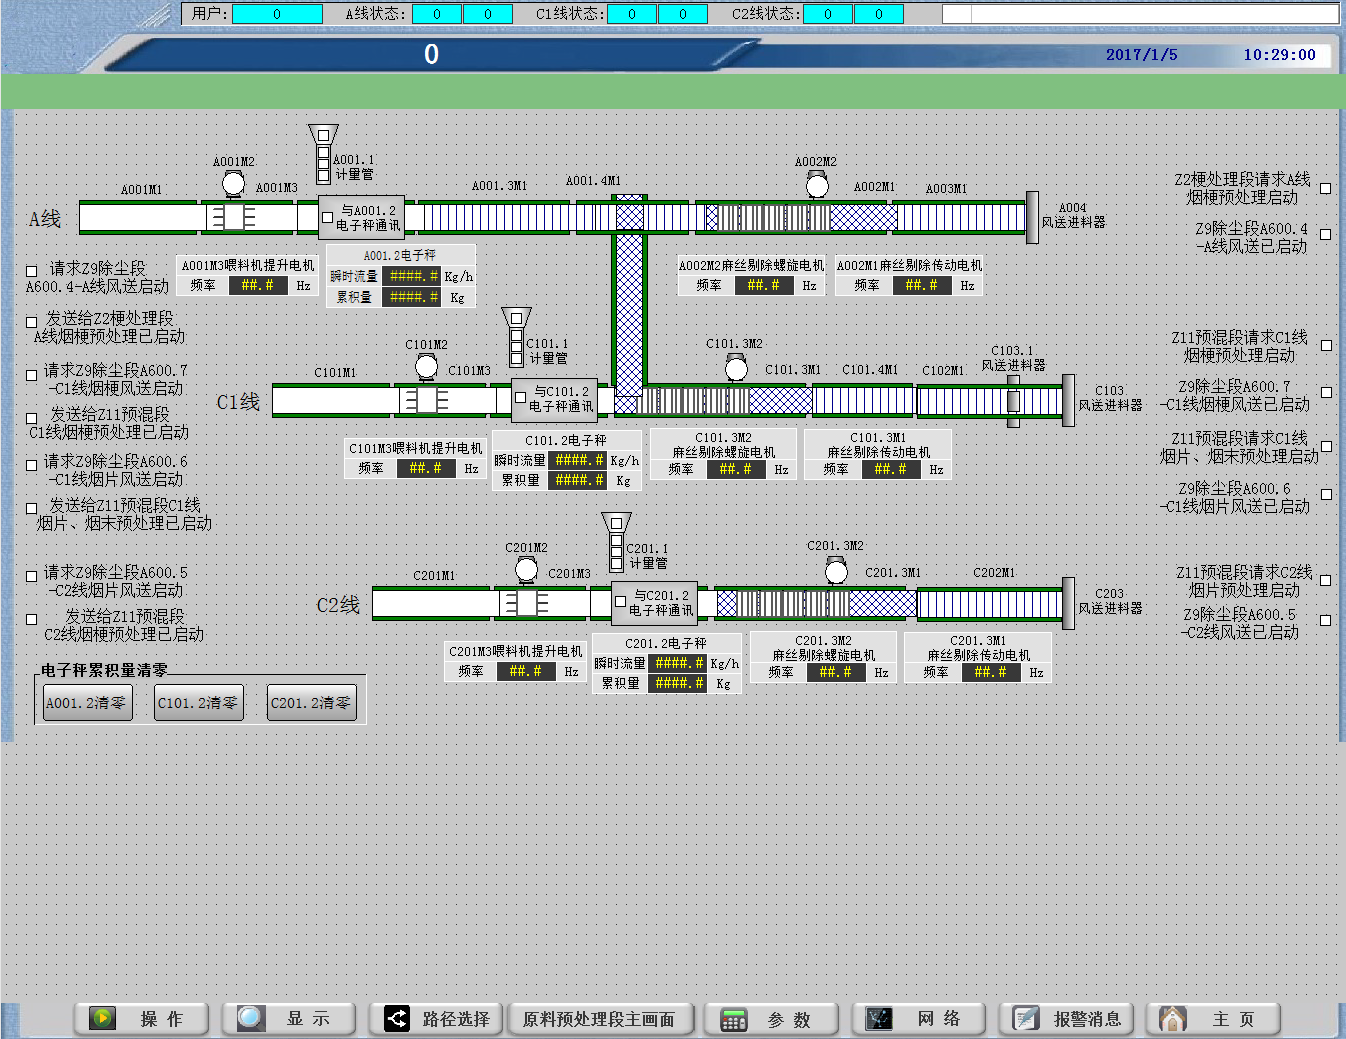 用户: 0 A线状态: 0 0 C1线状态: 0 0 C2线状态: 0 0
0
2017/1/5 10:29:00
A001M1
A001M2
A001M3
A001.1
计量管
A001.3M1
A001.4M1
A002M2
A002M1
A003M1
A004
风送进料器
A线
与A001.2
电子秤通讯
A001M3喂料机提升电机
频率 ##.# Hz
A001.2电子秤
瞬时流量 ####.# Kg/h
累积量 ####.# Kg
A002M2麻丝剔除螺旋电机
频率 ##.# Hz
A002M1麻丝剔除传动电机
频率 ##.# Hz
请求Z9除尘段
A600.4-A线风送启动
发送给Z2梗处理段
A线烟梗预处理已启动
请求Z9除尘段A600.7
-C1线烟梗风送启动
发送给Z11预混段
C1线烟梗预处理已启动
请求Z9除尘段A600.6
-C1线烟片风送启动
发送给Z11预混段C1线
烟片、烟末预处理已启动
请求Z9除尘段A600.5
-C2线烟片风送启动
发送给Z11预混段
C2线烟梗预处理已启动
Z2梗处理段请求A线
烟梗预处理启动
Z9除尘段A600.4
-A线风送已启动
Z11预混段请求C1线
烟梗预处理启动
Z9除尘段A600.7
-C1线烟梗风送已启动
Z11预混段请求C1线
烟片、烟末预处理启动
Z9除尘段A600.6
-C1线烟片风送已启动
Z11预混段请求C2线
烟片预处理启动
Z9除尘段A600.5
-C2线风送已启动
C101M1
C101M2
C101M3
C101.1
计量管
C101.3M2
C101.3M1
C101.4M1
C102M1
C103.1
风送进料器
C103
风送进料器
C1线
与C101.2
电子秤通讯
C101M3喂料机提升电机
频率 ##.# Hz
C101.2电子秤
瞬时流量 ####.# Kg/h
累积量 ####.# Kg
C101.3M2
麻丝剔除螺旋电机
频率 ##.# Hz
C101.3M1
麻丝剔除传动电机
频率 ##.# Hz
C201M1
C201M2
C201M3
C201.1
计量管
C201.3M2
C201.3M1
C202M1
C203
风送进料器
C2线
与C201.2
电子秤通讯
C201M3喂料机提升电机
频率 ##.# Hz
C201.2电子秤
瞬时流量 ####.# Kg/h
累积量 ####.# Kg
C201.3M2
麻丝剔除螺旋电机
频率 ##.# Hz
C201.3M1
麻丝剔除传动电机
频率 ##.# Hz
电子秤累积量清零
A001.2清零 C101.2清零 C201.2清零
操 作 显 示 路径选择 原料预处理段主画面 参 数 网 络 报警消息 主 页